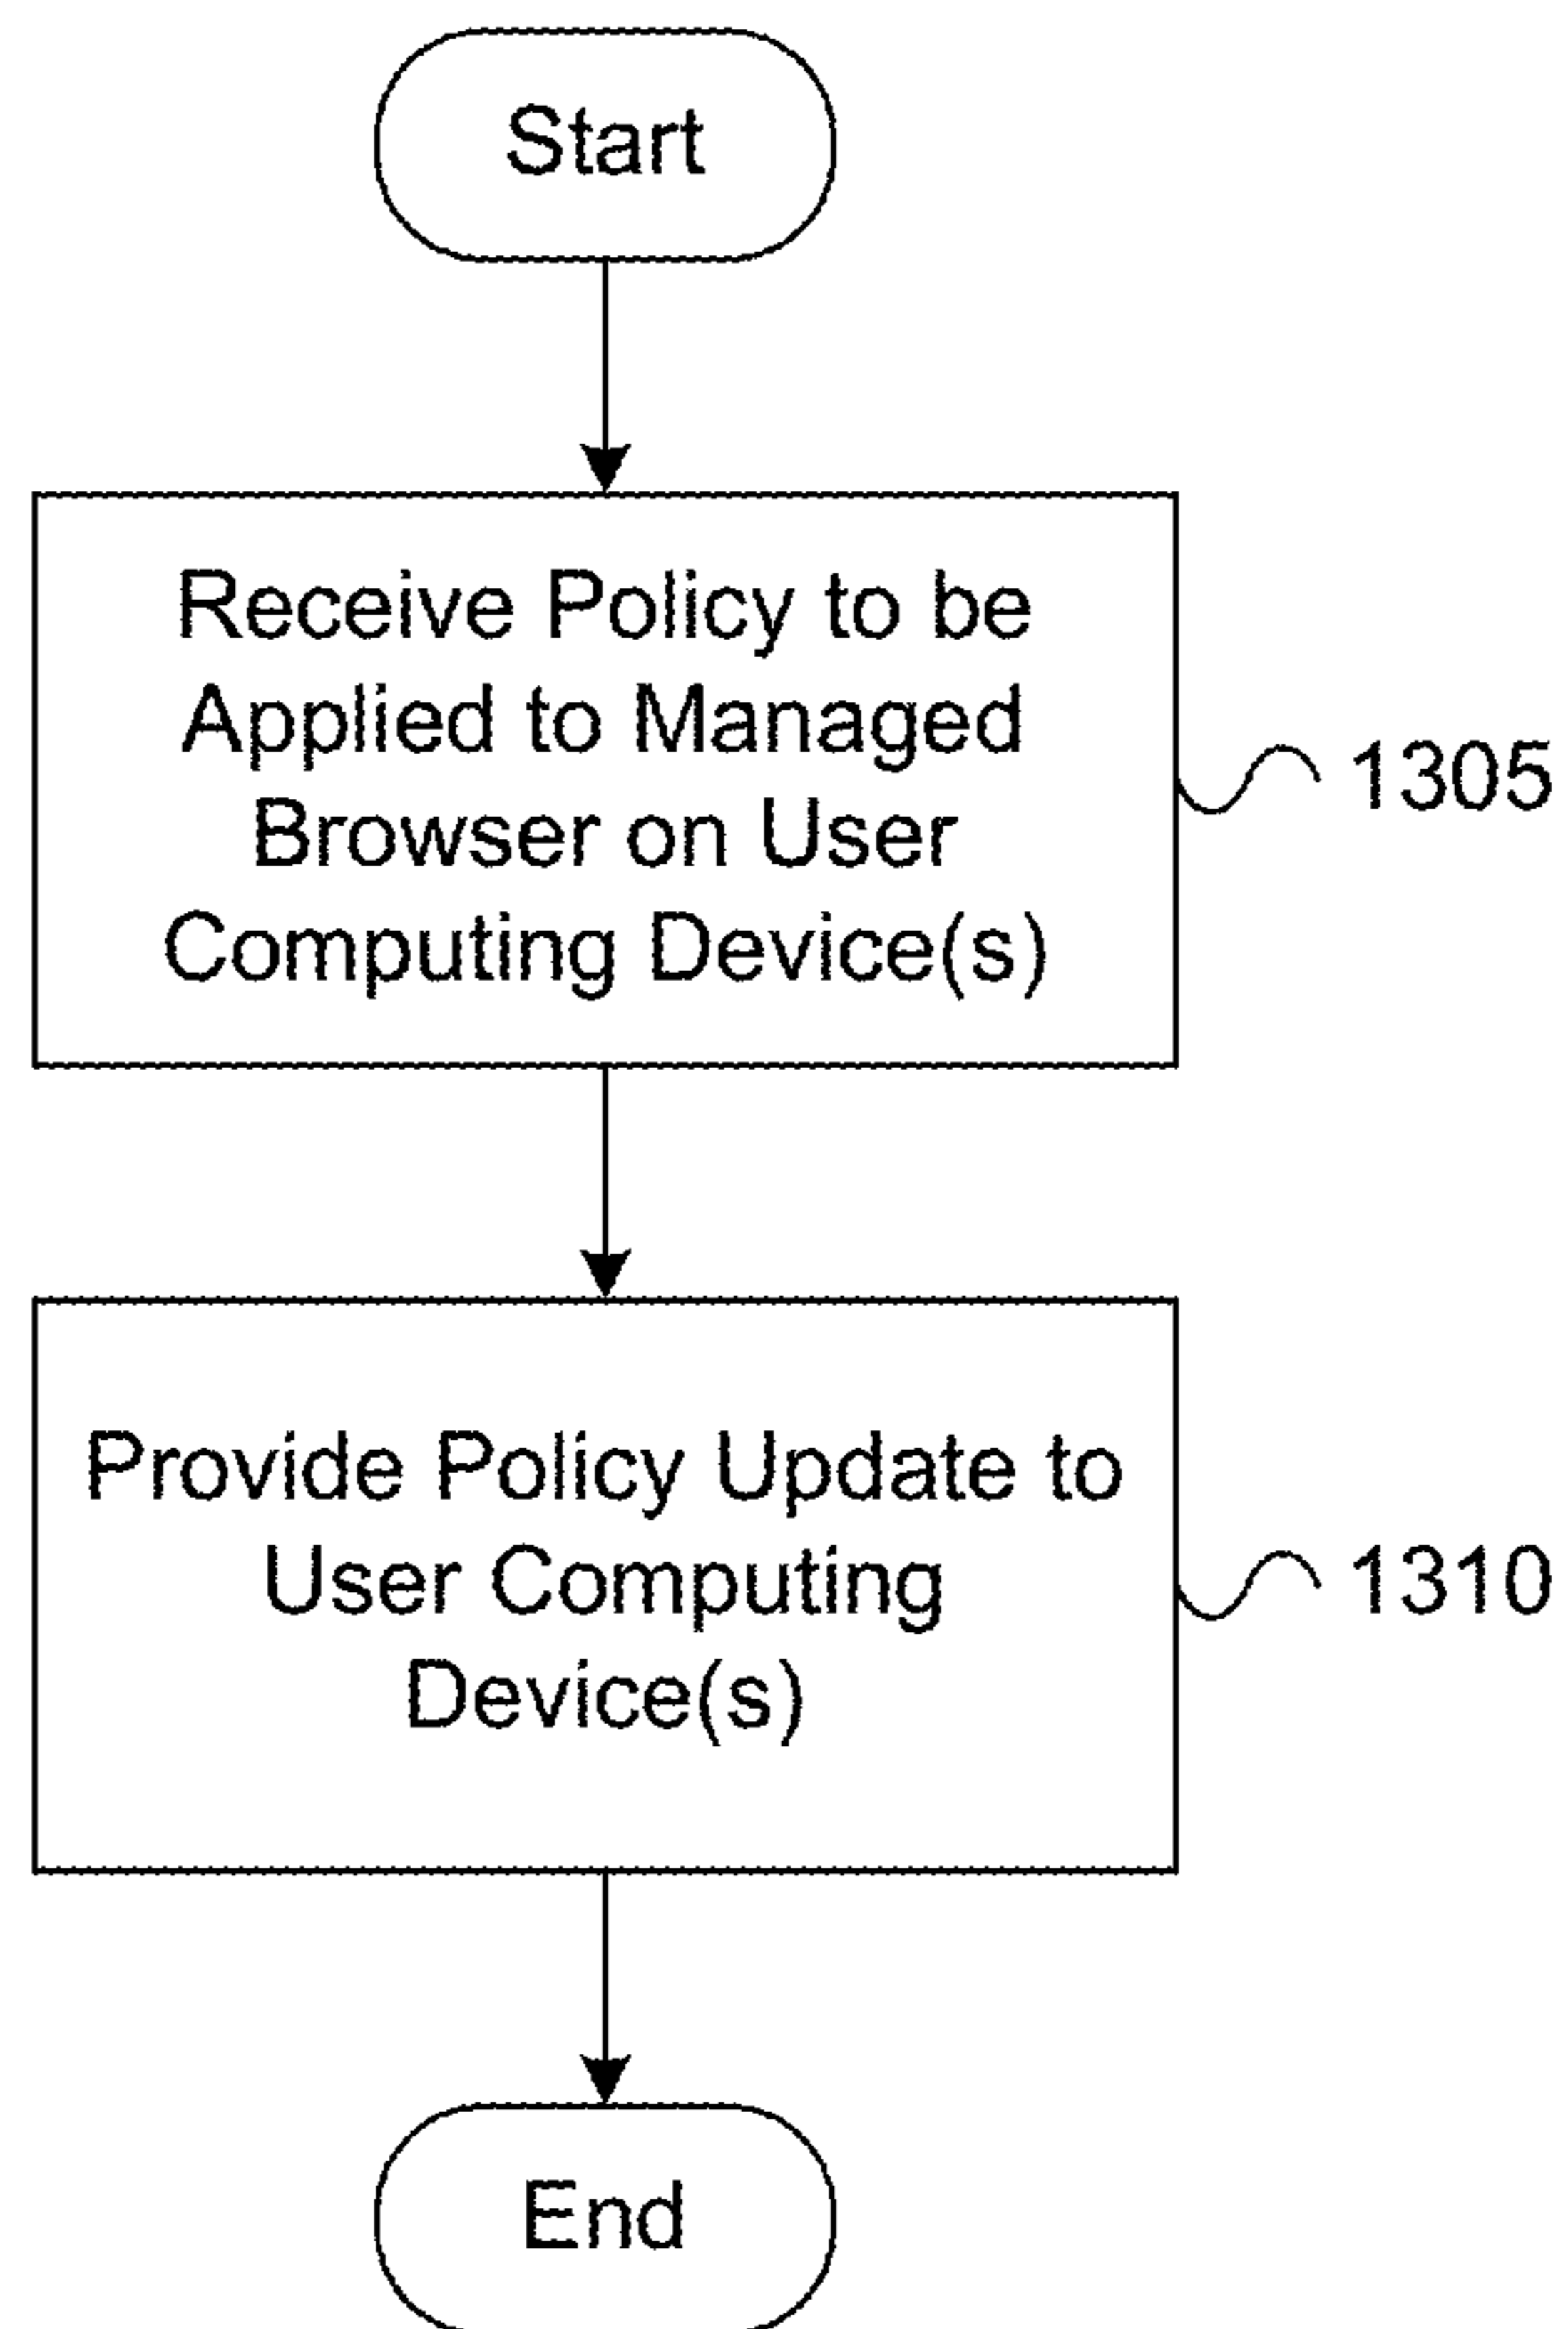 Start
Receive Policy to be
Applied to Managed
Browser on User
Computing Device(s)
1305
Provide Policy Update to
User Computing
Device(s)
1310
End